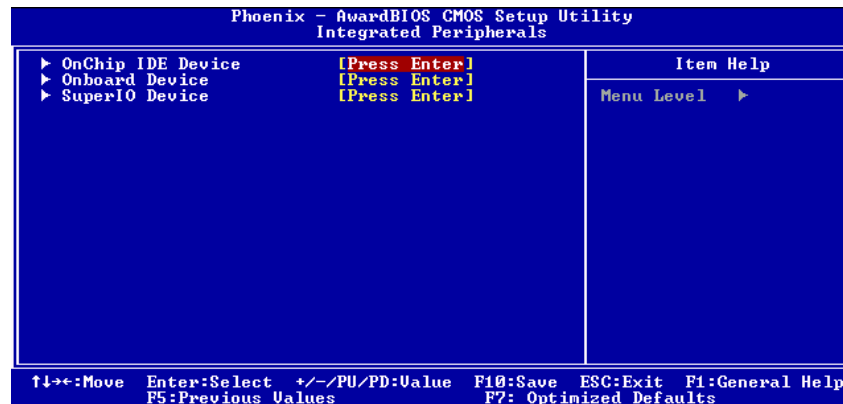 Phoenix - AwardBIOS CMOS Setup Utility
Integrated Peripherals
► OnChip IDE Device [Press Enter]
► Onboard Device [Press Enter]
► SuperIO Device [Press Enter]
Item Help
Menu Level ►
↑↓→←:Move Enter:Select +/-/PU/PD:Value F10:Save ESC:Exit F1:General Help
F5:Previous Values F7: Optimized Defaults